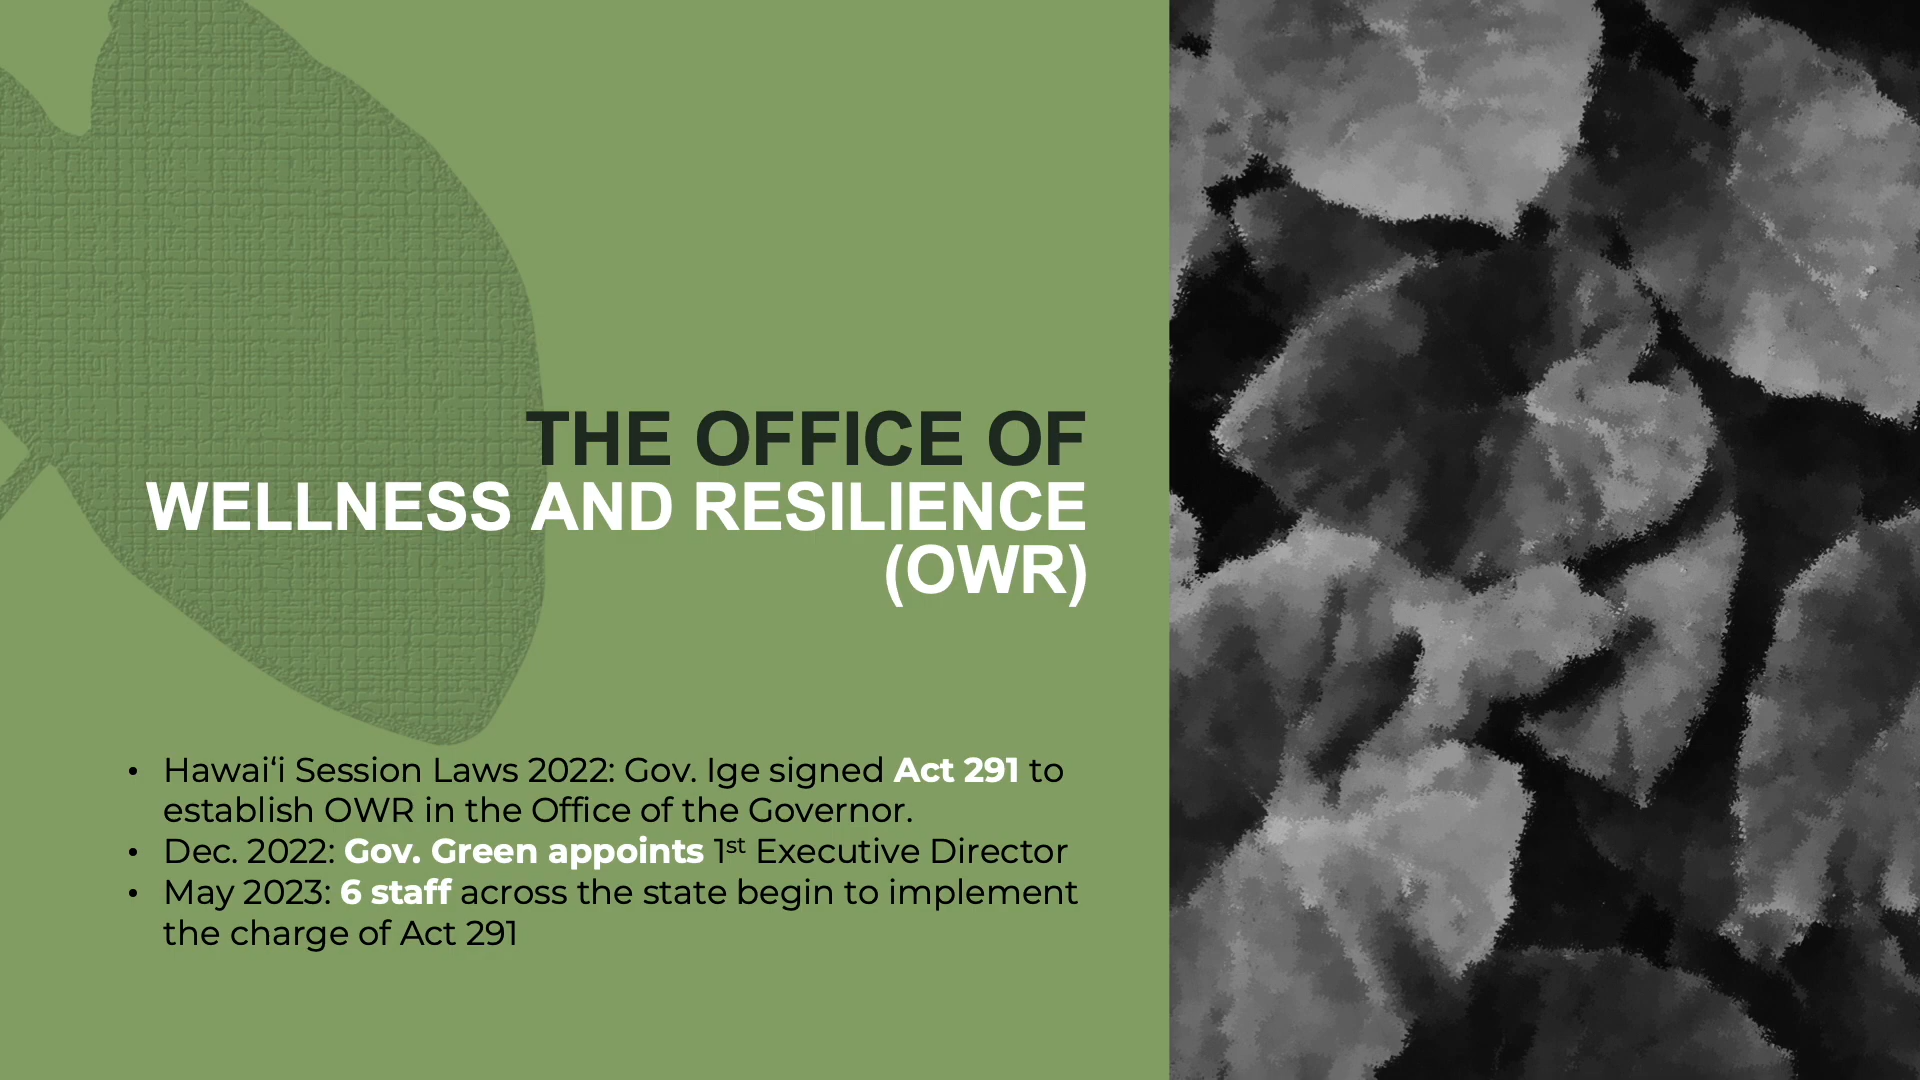 THE OFFICE OF
WELLNESS AND RESILIENCE
(OWR)
• Hawaiʻi Session Laws 2022: Gov. Ige signed Act 291 to
establish OWR in the Office of the Governor.
• Dec. 2022: Gov. Green appoints 1st Executive Director
• May 2023: 6 staff across the state begin to implement
the charge of Act 291